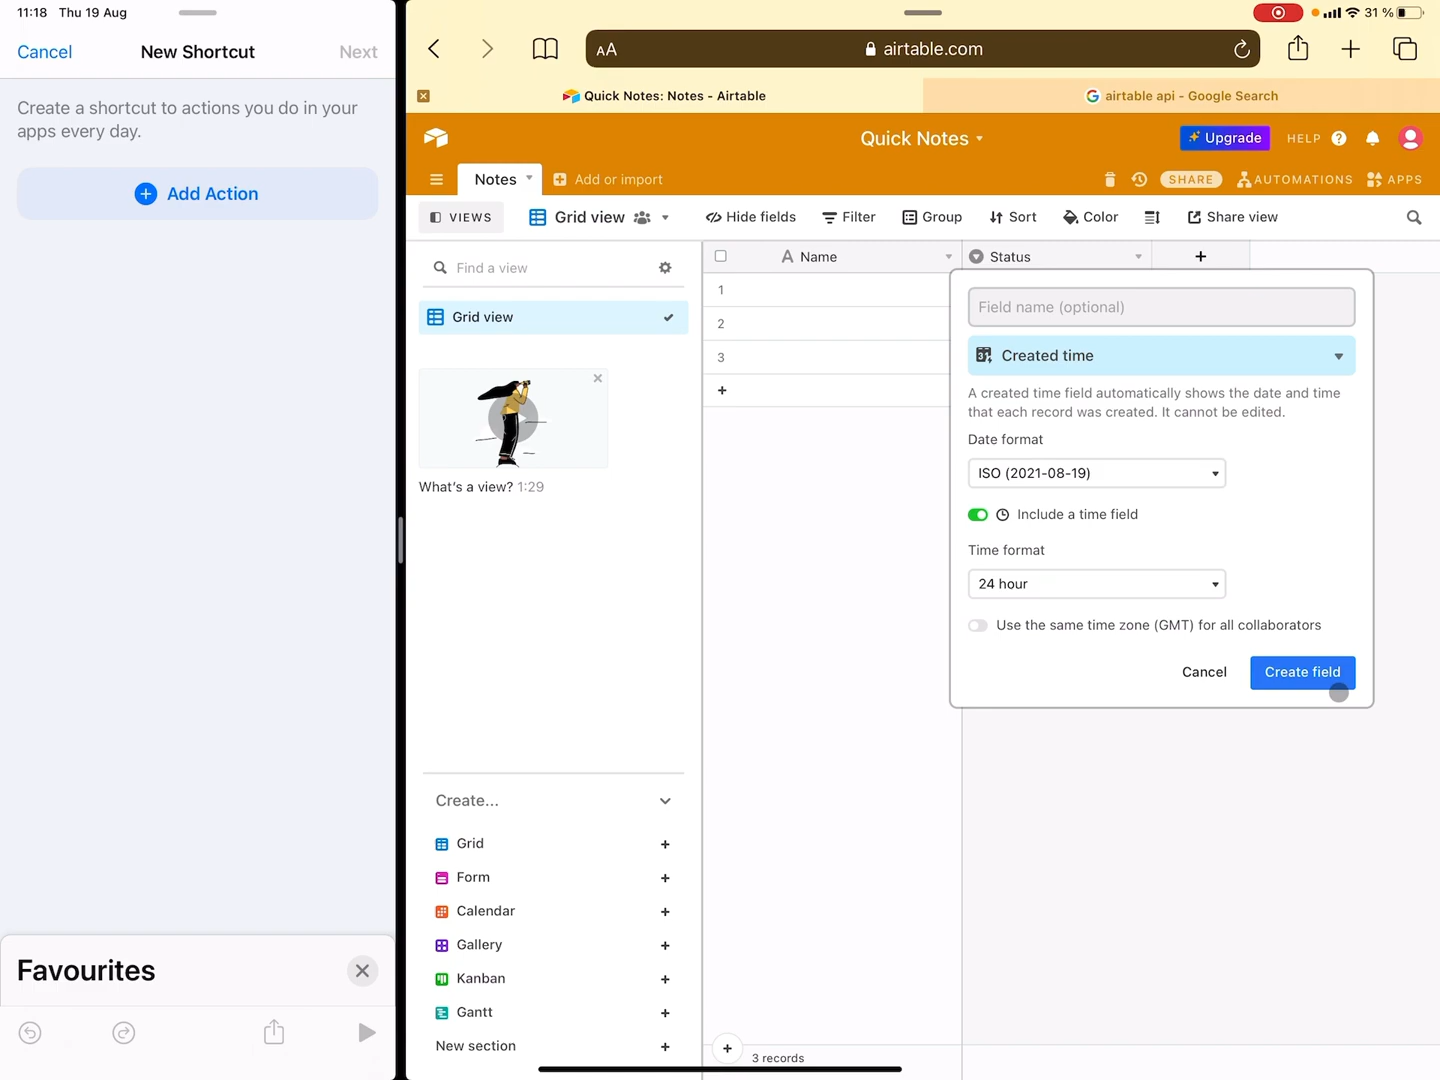 11:18 Thu 19 Aug
Cancel New Shortcut Next
Create a shortcut to actions you do in your
apps every day.
Add Action
Favourites
31 %
AA airtable.com
Quick Notes: Notes - Airtable
airtable api - Google Search
Quick Notes
Upgrade
HELP
Notes
Add or import
SHARE
AUTOMATIONS
APPS
VIEWS
Grid view
Hide fields
Filter
Group
Sort
Color
Share view
Find a view
Grid view
What's a view? 1:29
Create...
Grid
Form
Calendar
Gallery
Kanban
Gantt
New section
A Name
Status
1
2
3
3 records
Field name (optional)
Created time
A created time field automatically shows the date and time
that each record was created. It cannot be edited.
Date format
ISO (2021-08-19)
Include a time field
Time format
24 hour
Use the same time zone (GMT) for all collaborators
Cancel
Create field